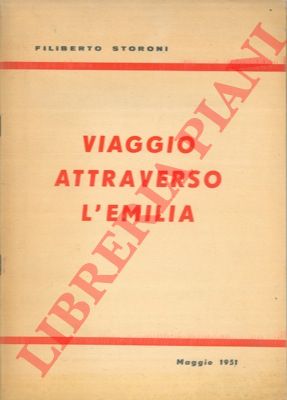 FILIBERTO STORONI
VIAGGIO
ATTRAVERSO
L'EMILIA
Maggio 1951
LIBRERIA PIANI